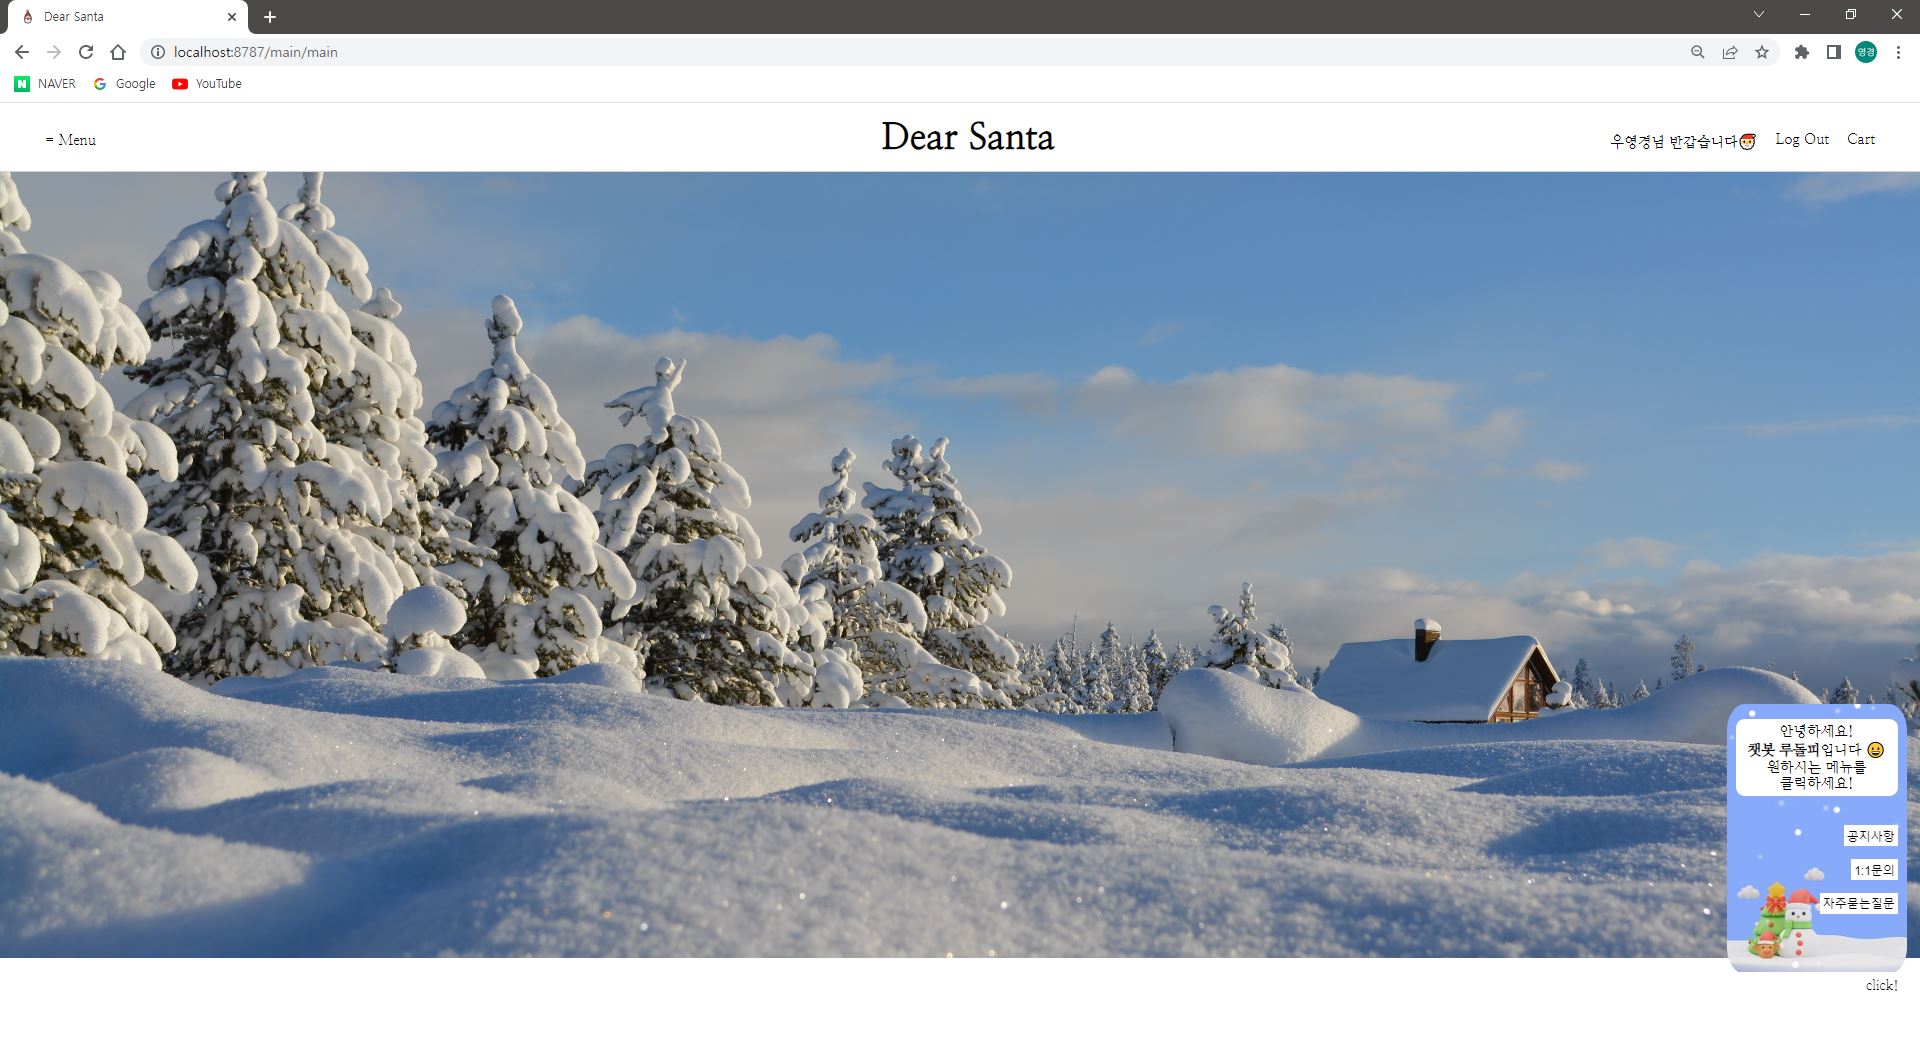 Dear Santa
localhost:8787/main/main
영경
NAVER
Google
YouTube
= Menu
Dear Santa
우영경님 반갑습니다🎅
Log Out
Cart
안녕하세요!
챗봇 루돌피입니다 😀
원하시는 메뉴를
클릭하세요!
공지사항
1:1문의
자주묻는질문
click!